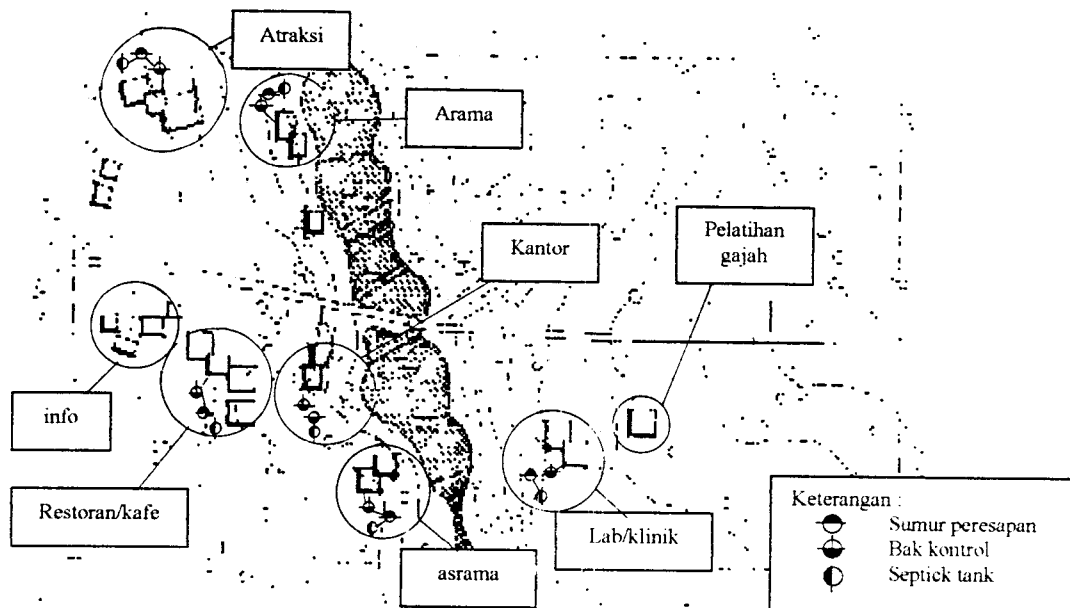 Atraksi
Arama
Kantor
Pelatihan
gajah
info
Restoran/kafe
Lab/klinik
asrama
Keterangan :
Sumur peresapan
Bak kontrol
Septick tank